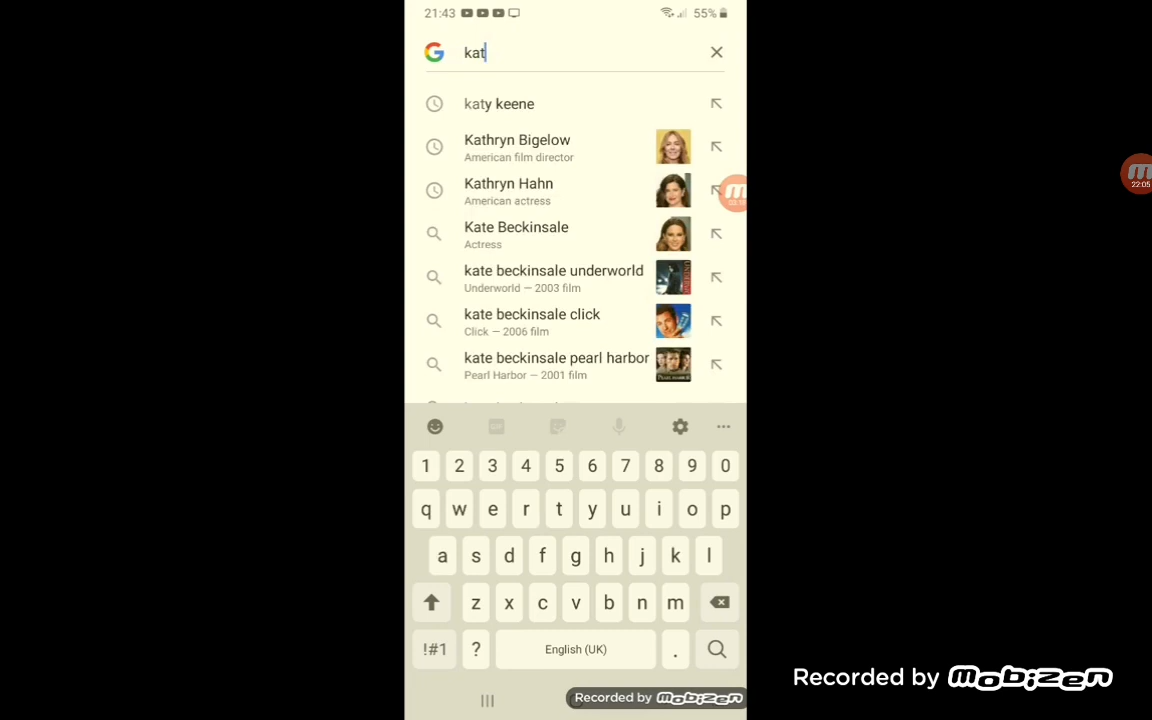 21:43
55%
kat
katy keene
Kathryn Bigelow
American film director
Kathryn Hahn
American actress
Kate Beckinsale
Actress
kate beckinsale underworld
Underworld — 2003 film
kate beckinsale click
Click — 2006 film
kate beckinsale pearl harbor
Pearl Harbor — 2001 film
GIF
1 2 3 4 5 6 7 8 9 0
q w e r t y u i o p
a s d f g h j k l
z x c v b n m
!#1 ? English (UK) .
Recorded by mobizen
22:05
Recorded by mobizen